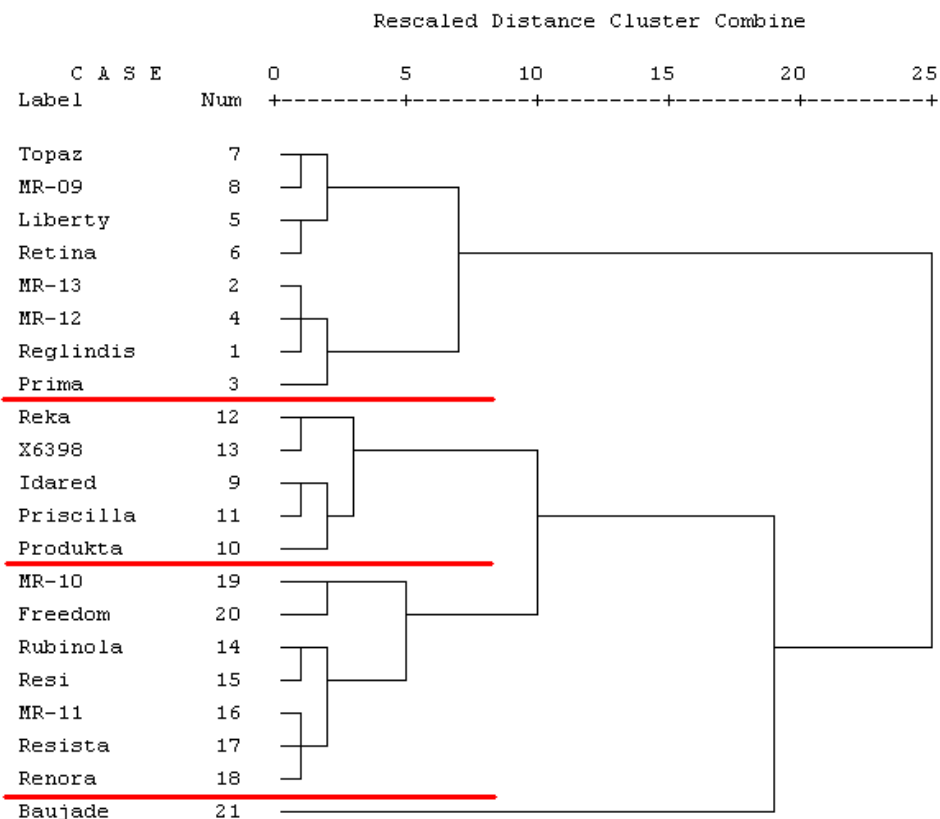 Rescaled Distance Cluster Combine
C A S E 0 5 10 15 20 25
Label Num +---------+---------+---------+---------+---------+
Topaz 7
MR-09 8
Liberty 5
Retina 6
MR-13 2
MR-12 4
Reglindis 1
Prima 3
Reka 12
X6398 13
Idared 9
Priscilla 11
Produkta 10
MR-10 19
Freedom 20
Rubinola 14
Resi 15
MR-11 16
Resista 17
Renora 18
Baujade 21